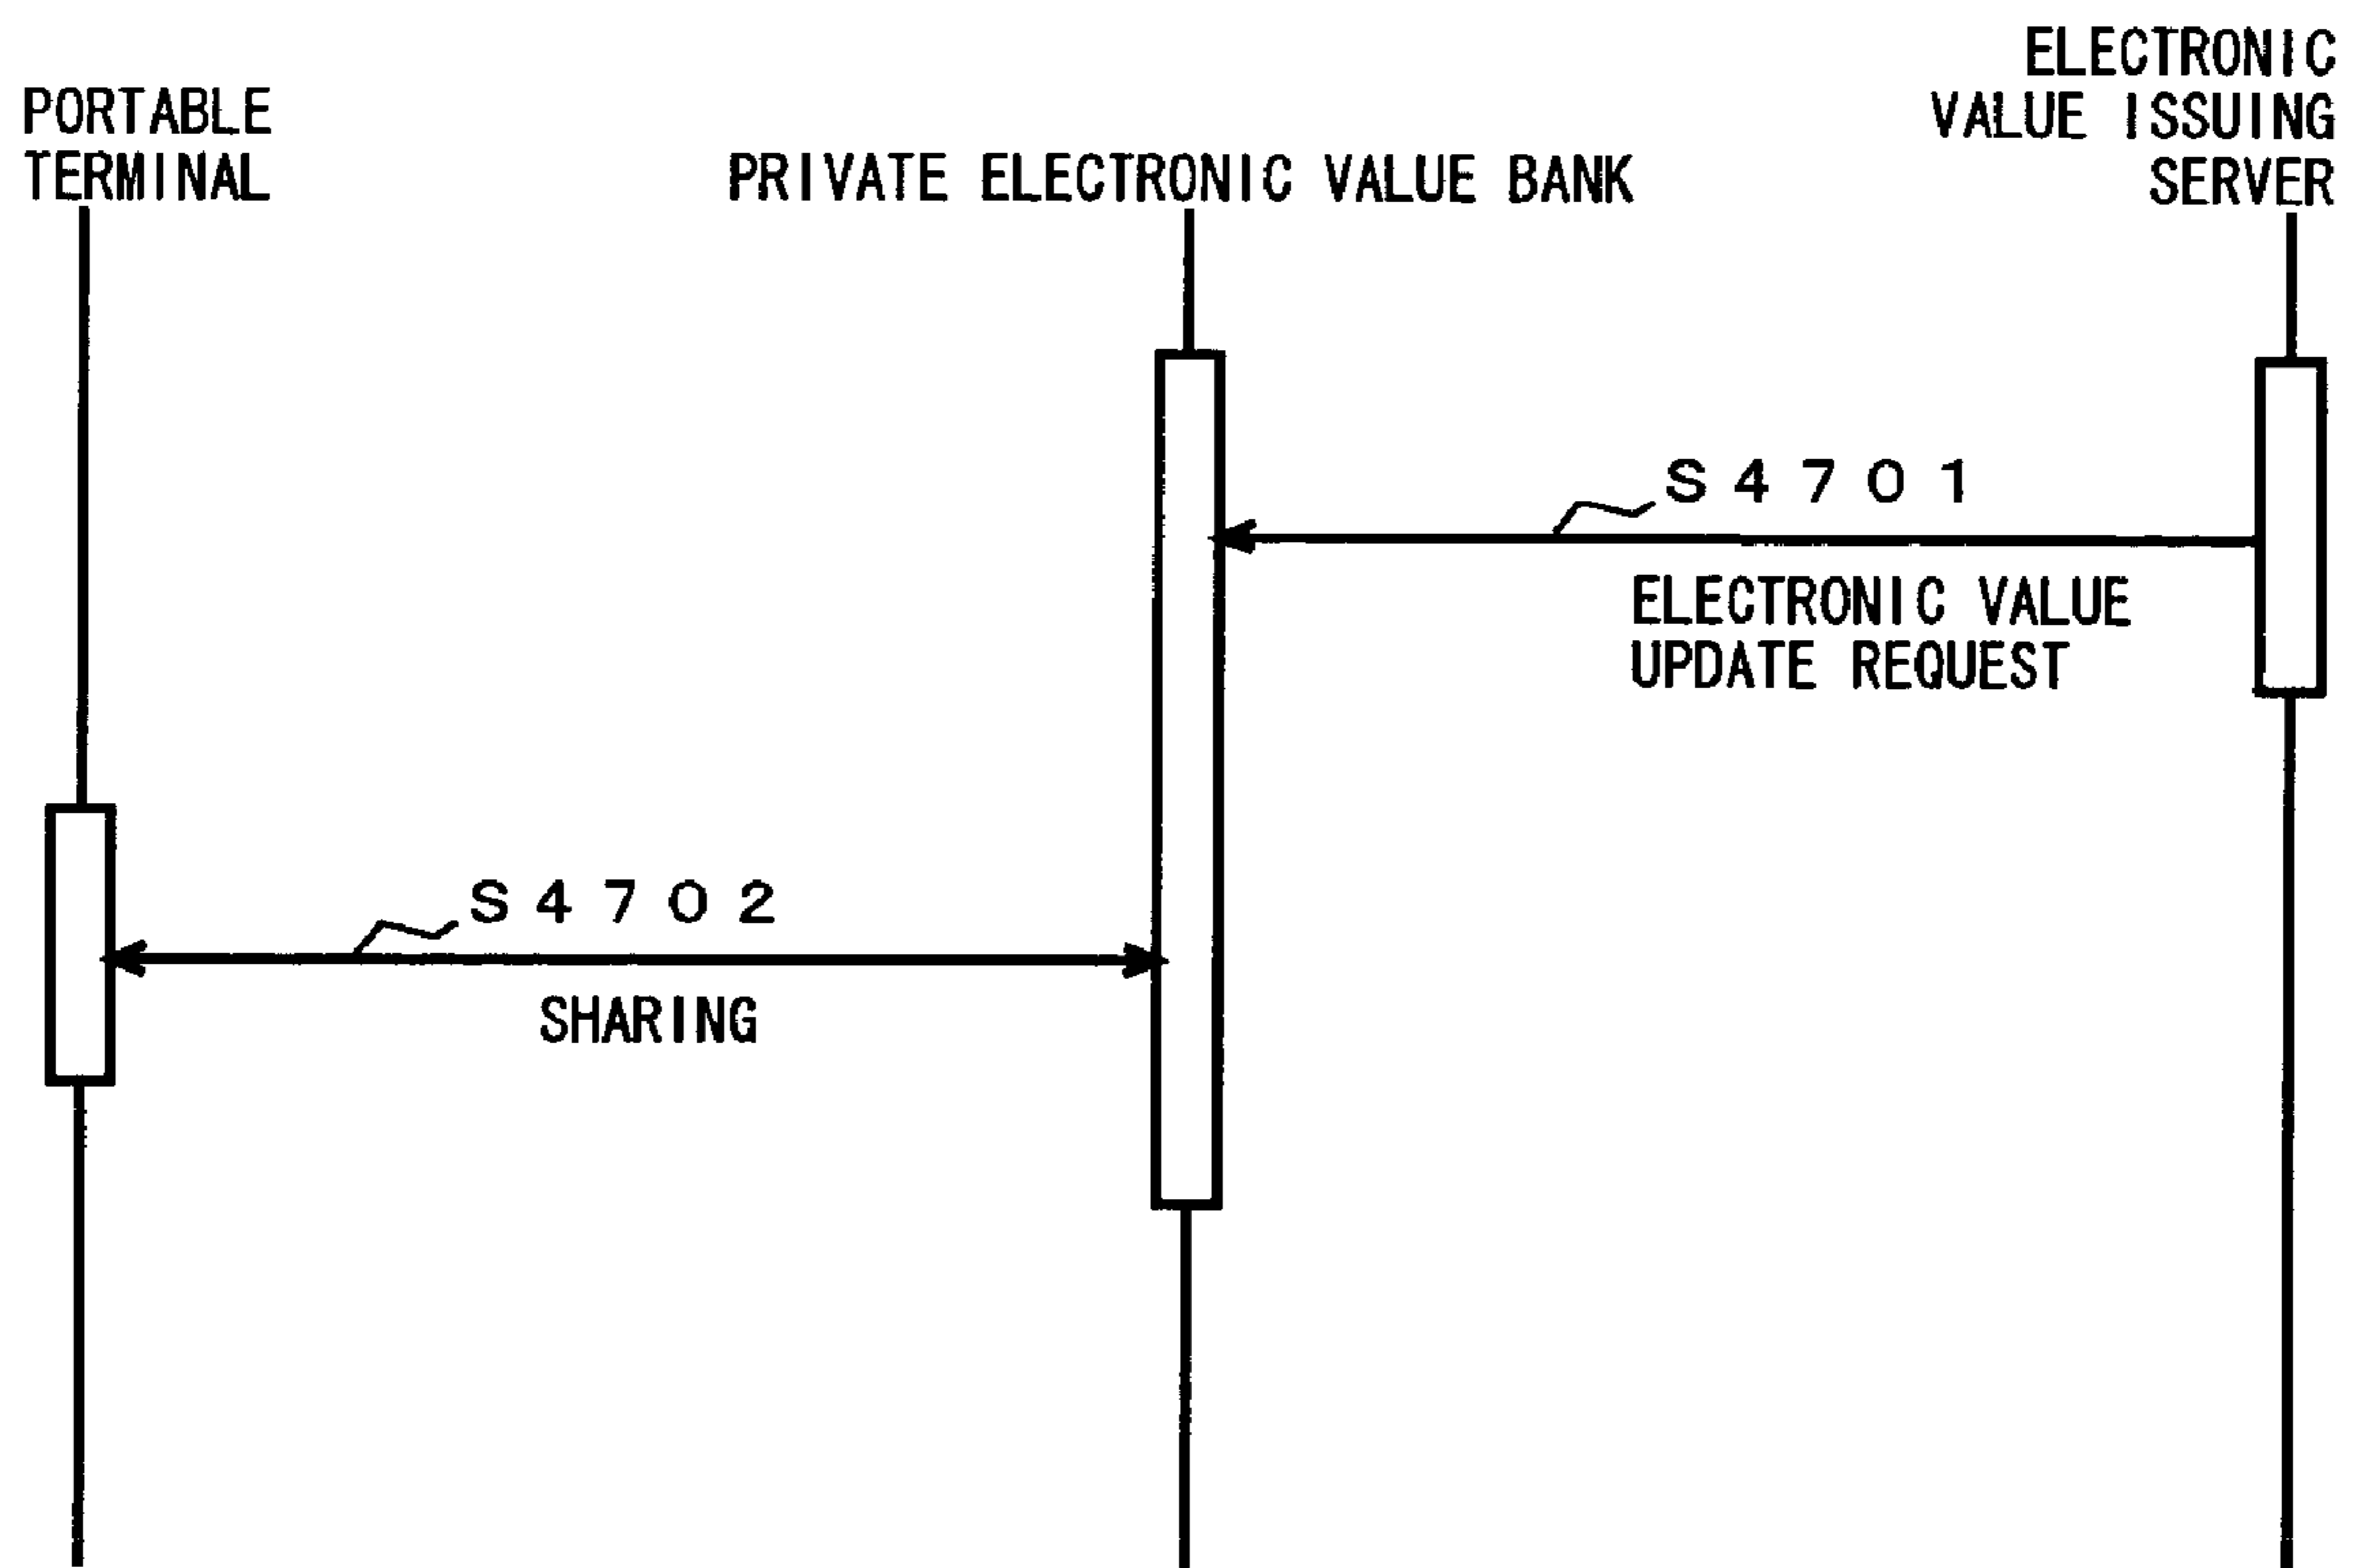 PORTABLE
TERMINAL
PRIVATE ELECTRONIC VALUE BANK
ELECTRONIC
VALUE ISSUING
SERVER
S4701
ELECTRONIC VALUE
UPDATE REQUEST
S4702
SHARING